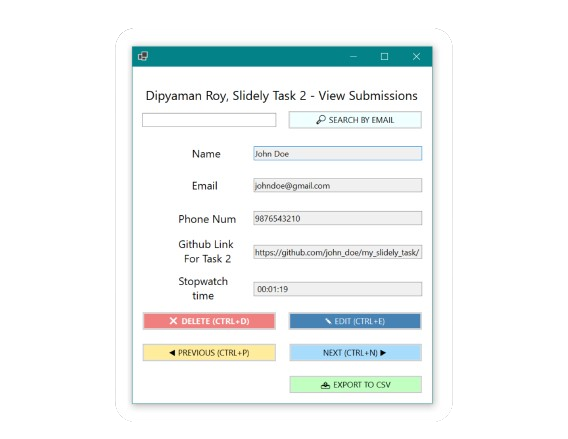 Dipyaman Roy, Slidely Task 2 - View Submissions
SEARCH BY EMAIL
Name
John Doe
Email
johndoe@gmail.com
Phone Num
9876543210
Github Link
For Task 2
https://github.com/john_doe/my_slidely_task/
Stopwatch
time
00:01:19
DELETE (CTRL+D)
EDIT (CTRL+E)
PREVIOUS (CTRL+P)
NEXT (CTRL+N)
EXPORT TO CSV